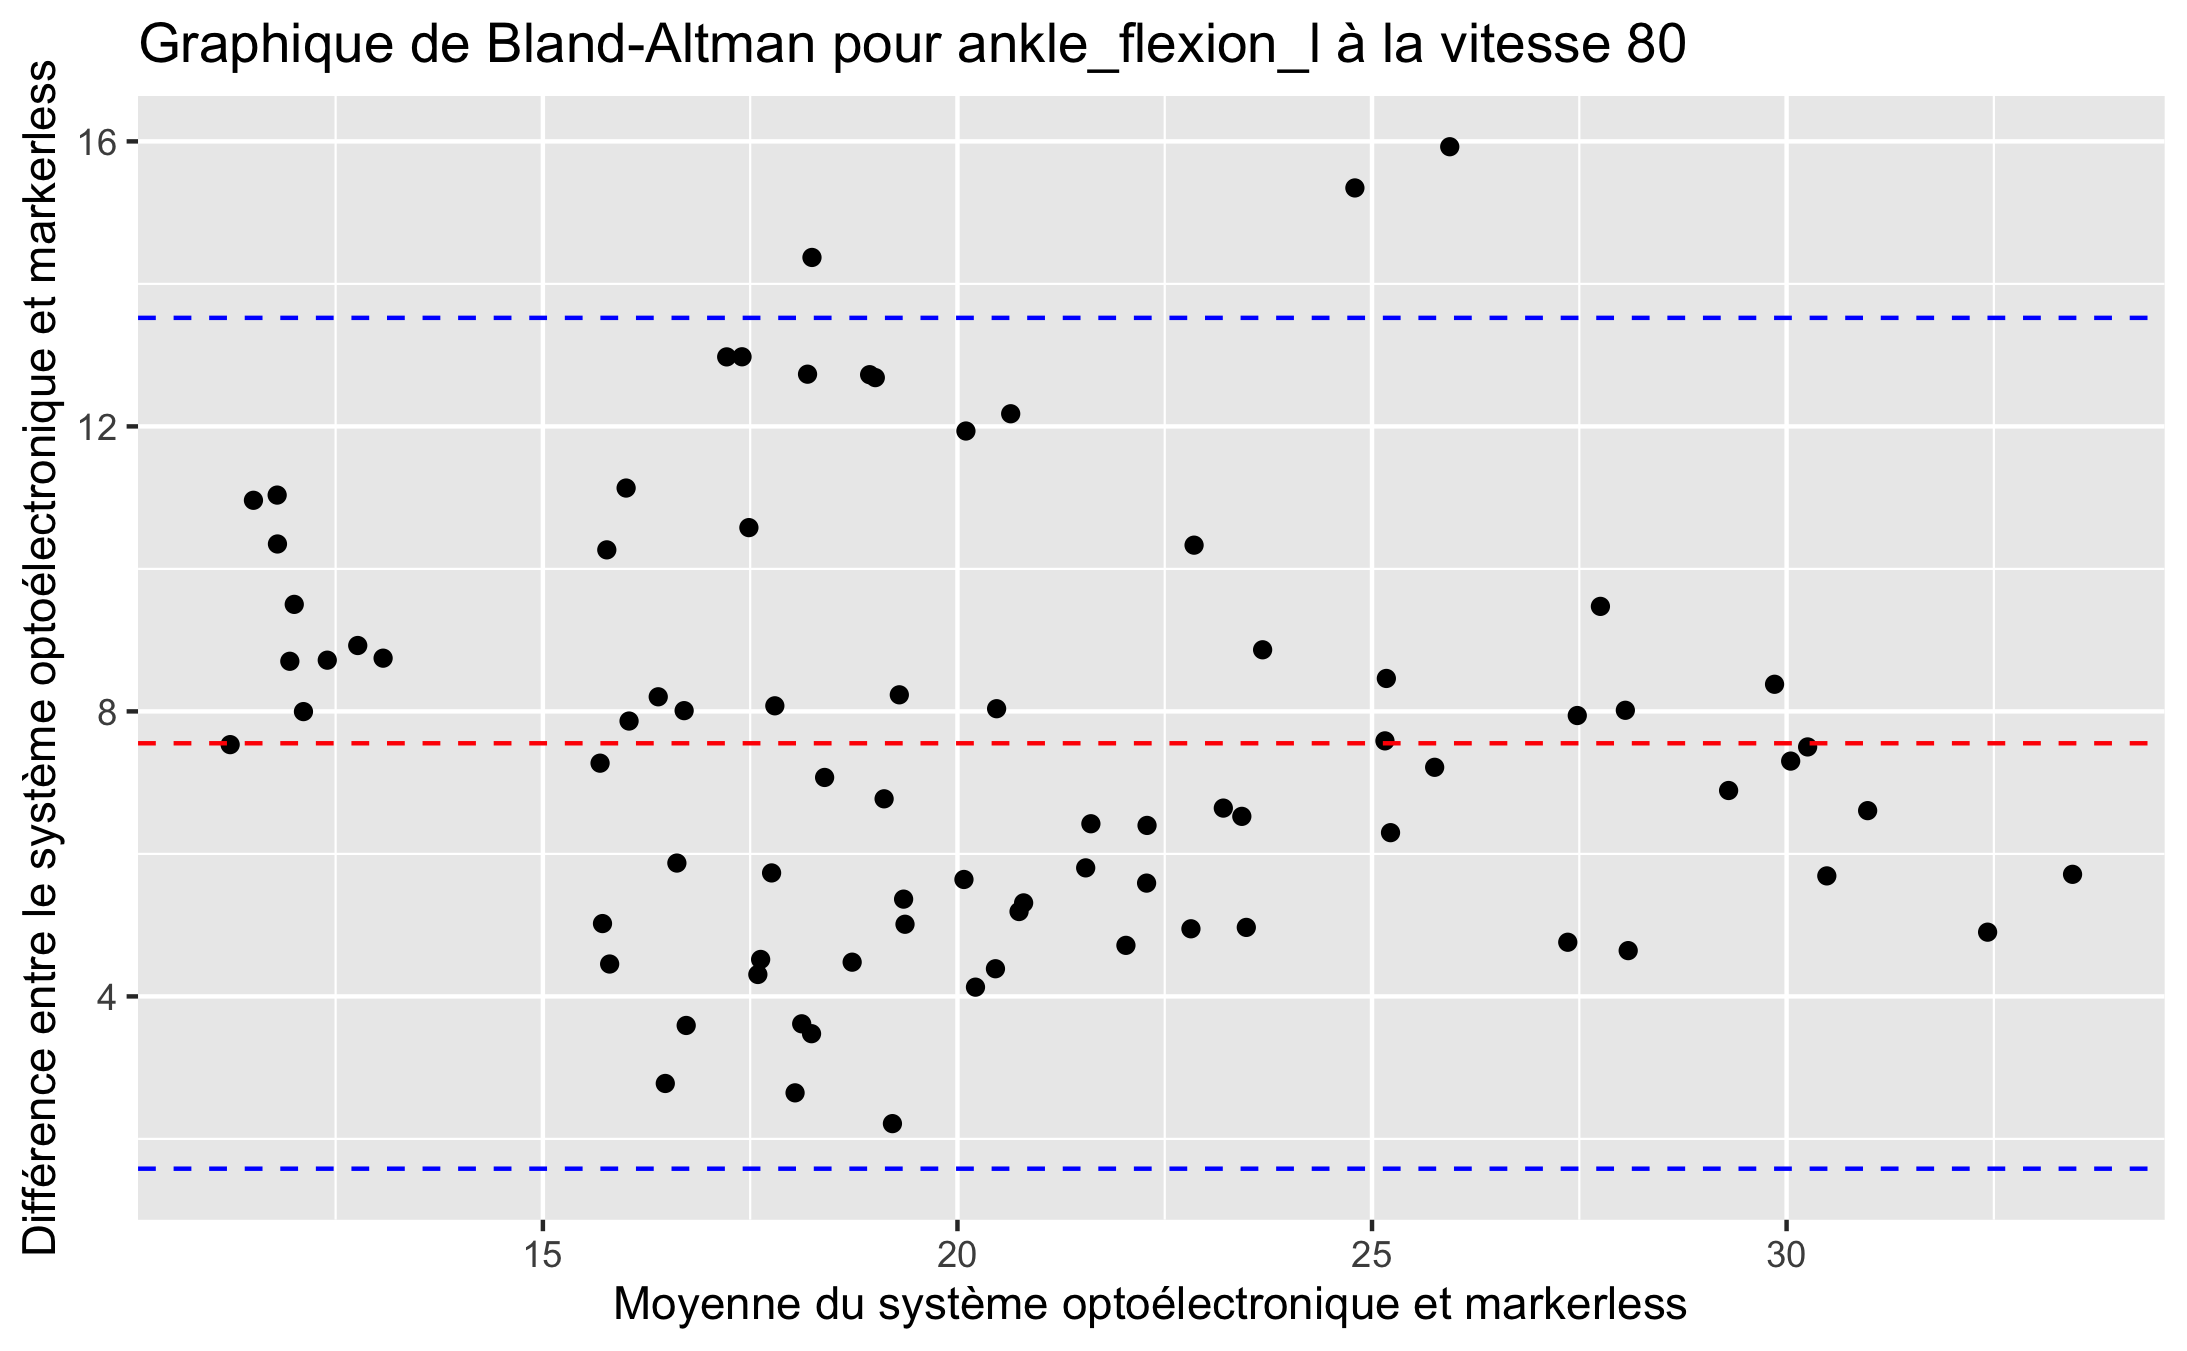 Graphique de Bland-Altman pour ankle_flexion_l à la vitesse 80
Différence entre le système optoélectronique et markerless
16
12
8
4
15
20
25
30
Moyenne du système optoélectronique et markerless